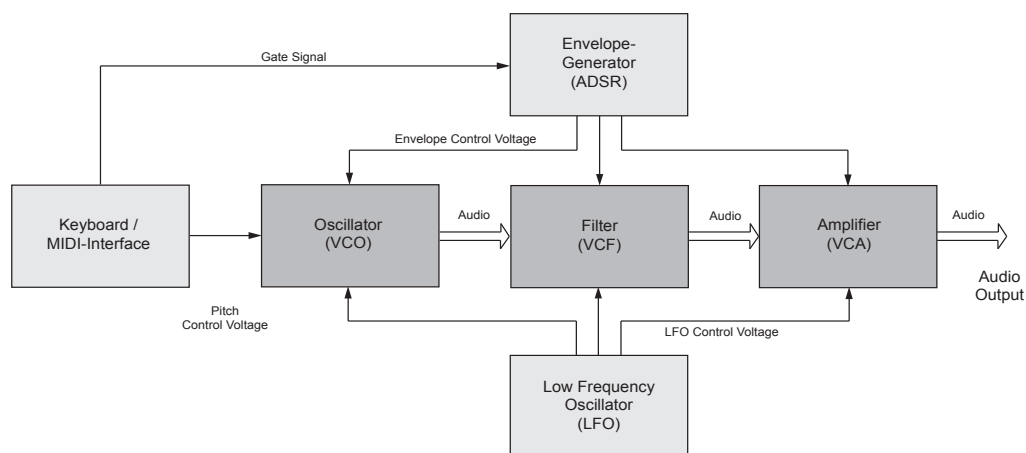 Envelope-
Generator
(ADSR)
Gate Signal
Envelope Control Voltage
Keyboard /
MIDI-Interface
Oscillator
(VCO)
Audio
Filter
(VCF)
Audio
Amplifier
(VCA)
Audio
Audio
Output
Pitch
Control Voltage
LFO Control Voltage
Low Frequency
Oscillator
(LFO)